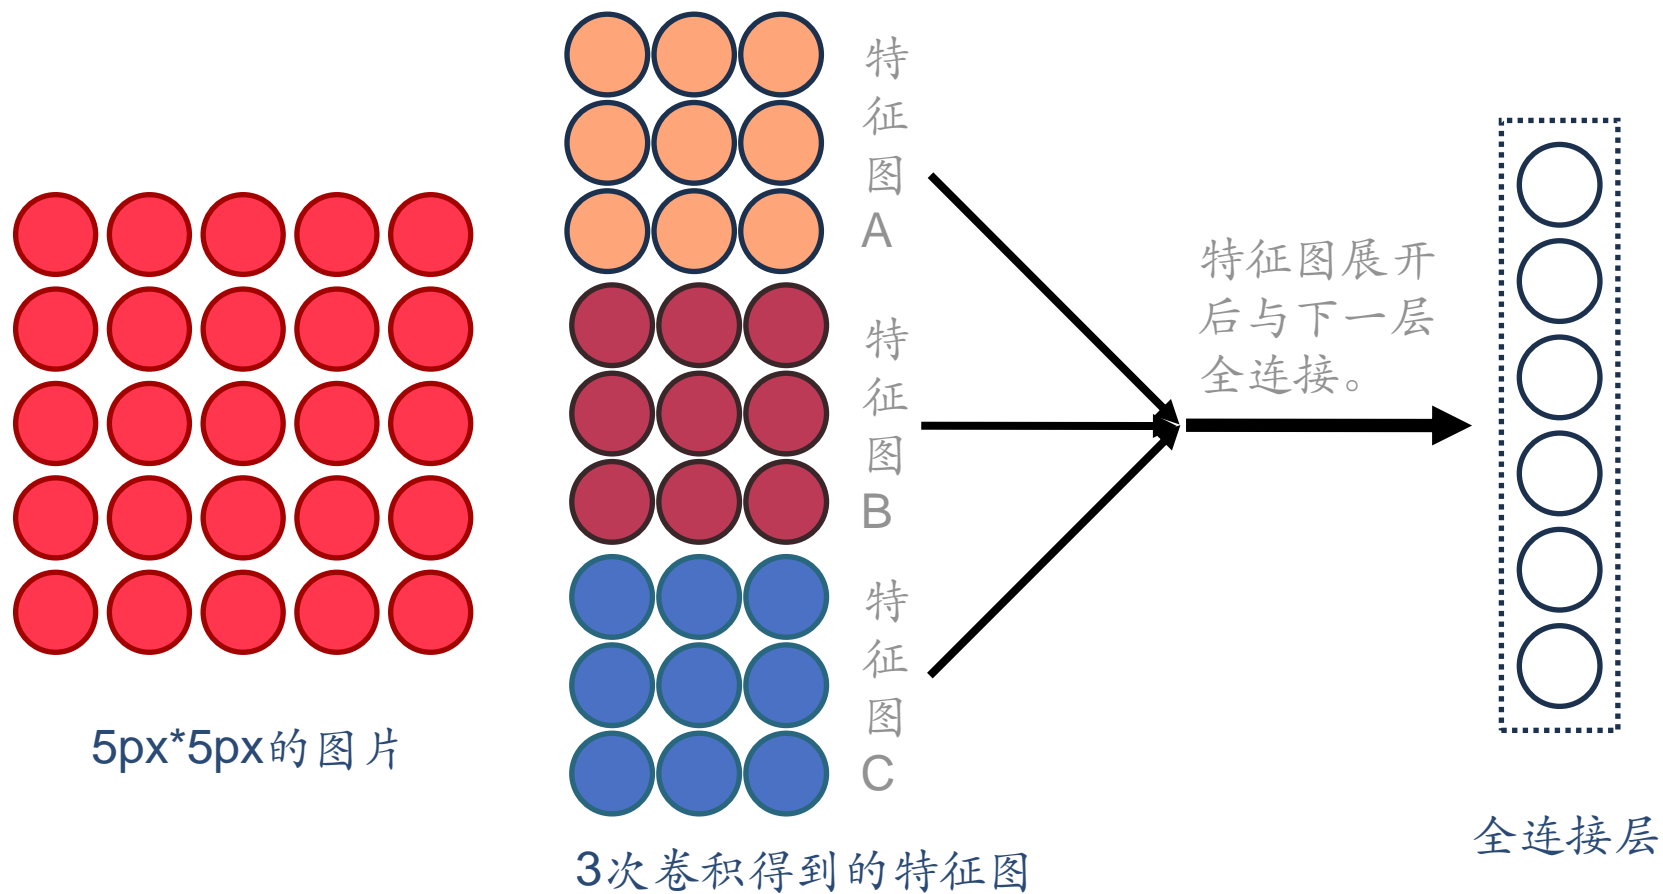 特
征
图
A
特
征
图
B
特
征
图
C
特征图展开
后与下一层
全连接。
5px*5px的图片
3次卷积得到的特征图
全连接层